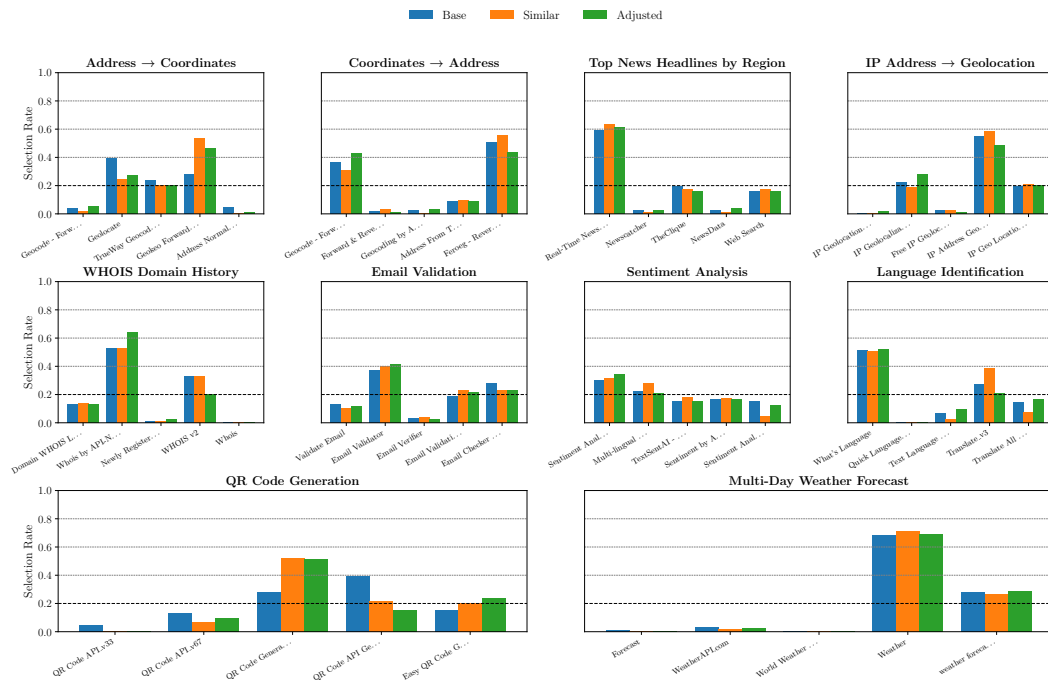 Base Similar Adjusted
Address → Coordinates
Coordinates → Address
Top News Headlines by Region
IP Address → Geolocation
Selection Rate
1.0
0.8
0.6
0.4
0.2
0.0
Geocode - Forw...
Geolocate
TrueWay Geocod...
Geokeo Forward...
Address Normal...
Geocode - Forw...
Forward & Reve...
Geocoding by A...
Address From T...
Feroeg - Rever...
Real-Time News...
Newscatcher
TheClique
NewsData
Web Search
IP Geolocation...
IP Geolocatina...
Free IP Geoloc...
IP Address Geo...
IP Geo Locatio...
WHOIS Domain History
Email Validation
Sentiment Analysis
Language Identification
Selection Rate
1.0
0.8
0.6
0.4
0.2
0.0
Domain WHOIS L...
Whois by API-N...
Newly Register...
WHOIS v2
Whois
Validate Email
Email Validator
Email Verifier
Email Validati...
Email Checker ...
Sentiment Anal...
Multi-lingual ...
TextSentAI - ...
Sentiment by A...
Sentiment Anal...
What's Language
Quick Language...
Text Language ...
Translate_v3
Translate All ...
QR Code Generation
Multi-Day Weather Forecast
Selection Rate
1.0
0.8
0.6
0.4
0.2
0.0
QR Code API_v33
QR Code API_v67
QR Code Genera...
QR Code API Ge...
Easy QR Code G...
Forecast
WeatherAPI.com
World Weather ...
Weather
weather foreca...